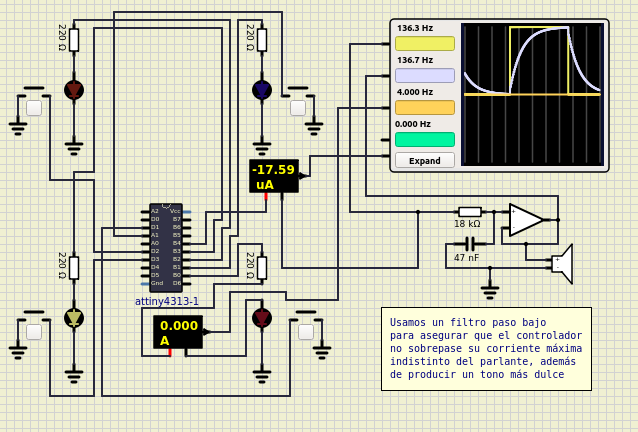 136.3 Hz
136.7 Hz
4.000 Hz
0.000 Hz
Expand
220 Ω
220 Ω
-17.59
uA
A2 Vcc
D0 B7
D1 B6
A1 B5
A0 B4
D2 B3
D3 B2
D4 B1
D5 B0
Gnd D6
attiny4313-1
220 Ω
220 Ω
0.000
A
18 kΩ
47 nF
Usamos un filtro paso bajo
para asegurar que el controlador
no sobrepase su corriente máxima
indistinto del parlante, además
de producir un tono más dulce